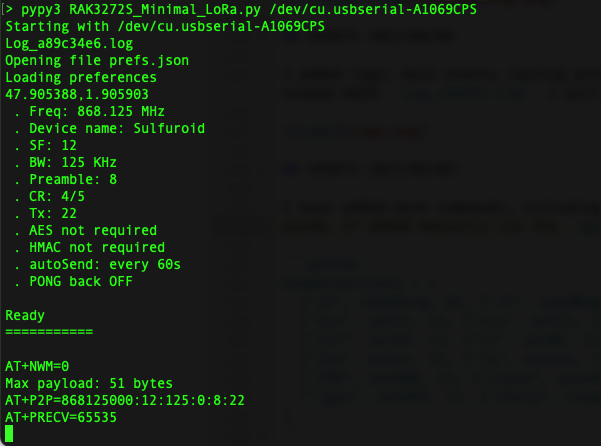 [> pypy3 RAK3272S_Minimal_LoRa.py /dev/cu.usbserial-A1069CPS
Starting with /dev/cu.usbserial-A1069CPS
Log_a89c34e6.log
Opening file prefs.json
Loading preferences
47.905388,1.905903
. Freq: 868.125 MHz
. Device name: Sulfuroid
. SF: 12
. BW: 125 KHz
. Preamble: 8
. CR: 4/5
. Tx: 22
. AES not required
. HMAC not required
. autoSend: every 60s
. PONG back OFF
Ready
===========
AT+NWM=0
Max payload: 51 bytes
AT+P2P=868125000:12:125:0:8:22
AT+PRECV=65535